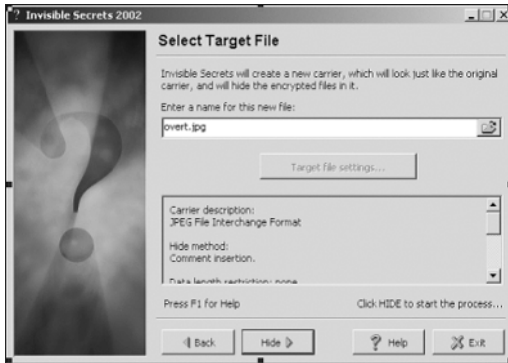 ? Invisible Secrets 2002
Select Target File
Invisible Secrets will create a new carrier, which will look just like the original
carrier, and will hide the encrypted files in it.
Enter a name for this new file:
overt.jpg
Target file settings...
Carrier description:
JPEG File Interchange Format
Hide method:
Comment insertion.
Data length restriction: none
Press F1 for Help
Click HIDE to start the process...
Back
Hide
? Help
Exit